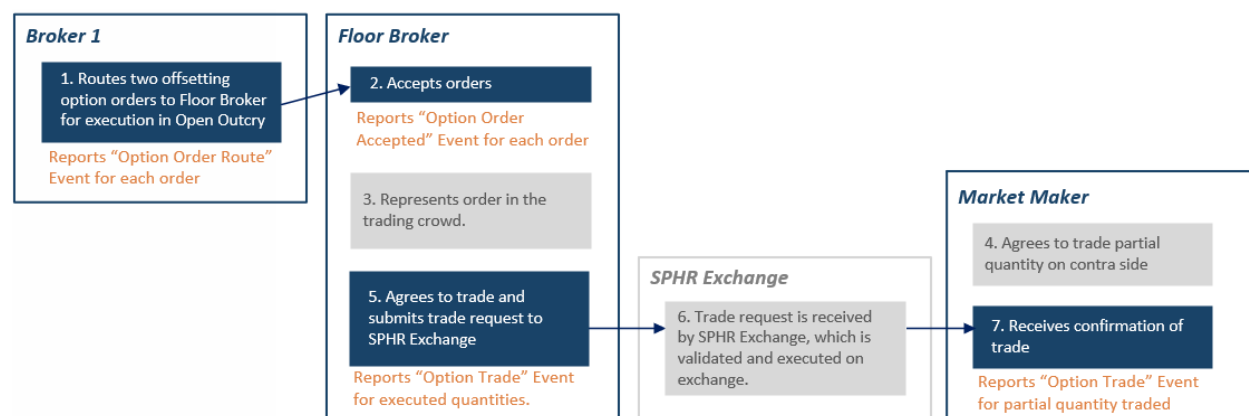 Broker 1
1. Routes two offsetting
option orders to Floor Broker
for execution in Open Outcry
Reports “Option Order Route”
Event for each order
Floor Broker
2. Accepts orders
Reports “Option Order
Accepted” Event for each order
3. Represents order in the
trading crowd.
5. Agrees to trade and
submits trade request to
SPHR Exchange
Reports “Option Trade” Event
for executed quantities.
SPHR Exchange
6. Trade request is received
by SPHR Exchange, which is
validated and executed on
exchange.
Market Maker
4. Agrees to trade partial
quantity on contra side
7. Receives confirmation of
trade
Reports “Option Trade” Event
for partial quantity traded